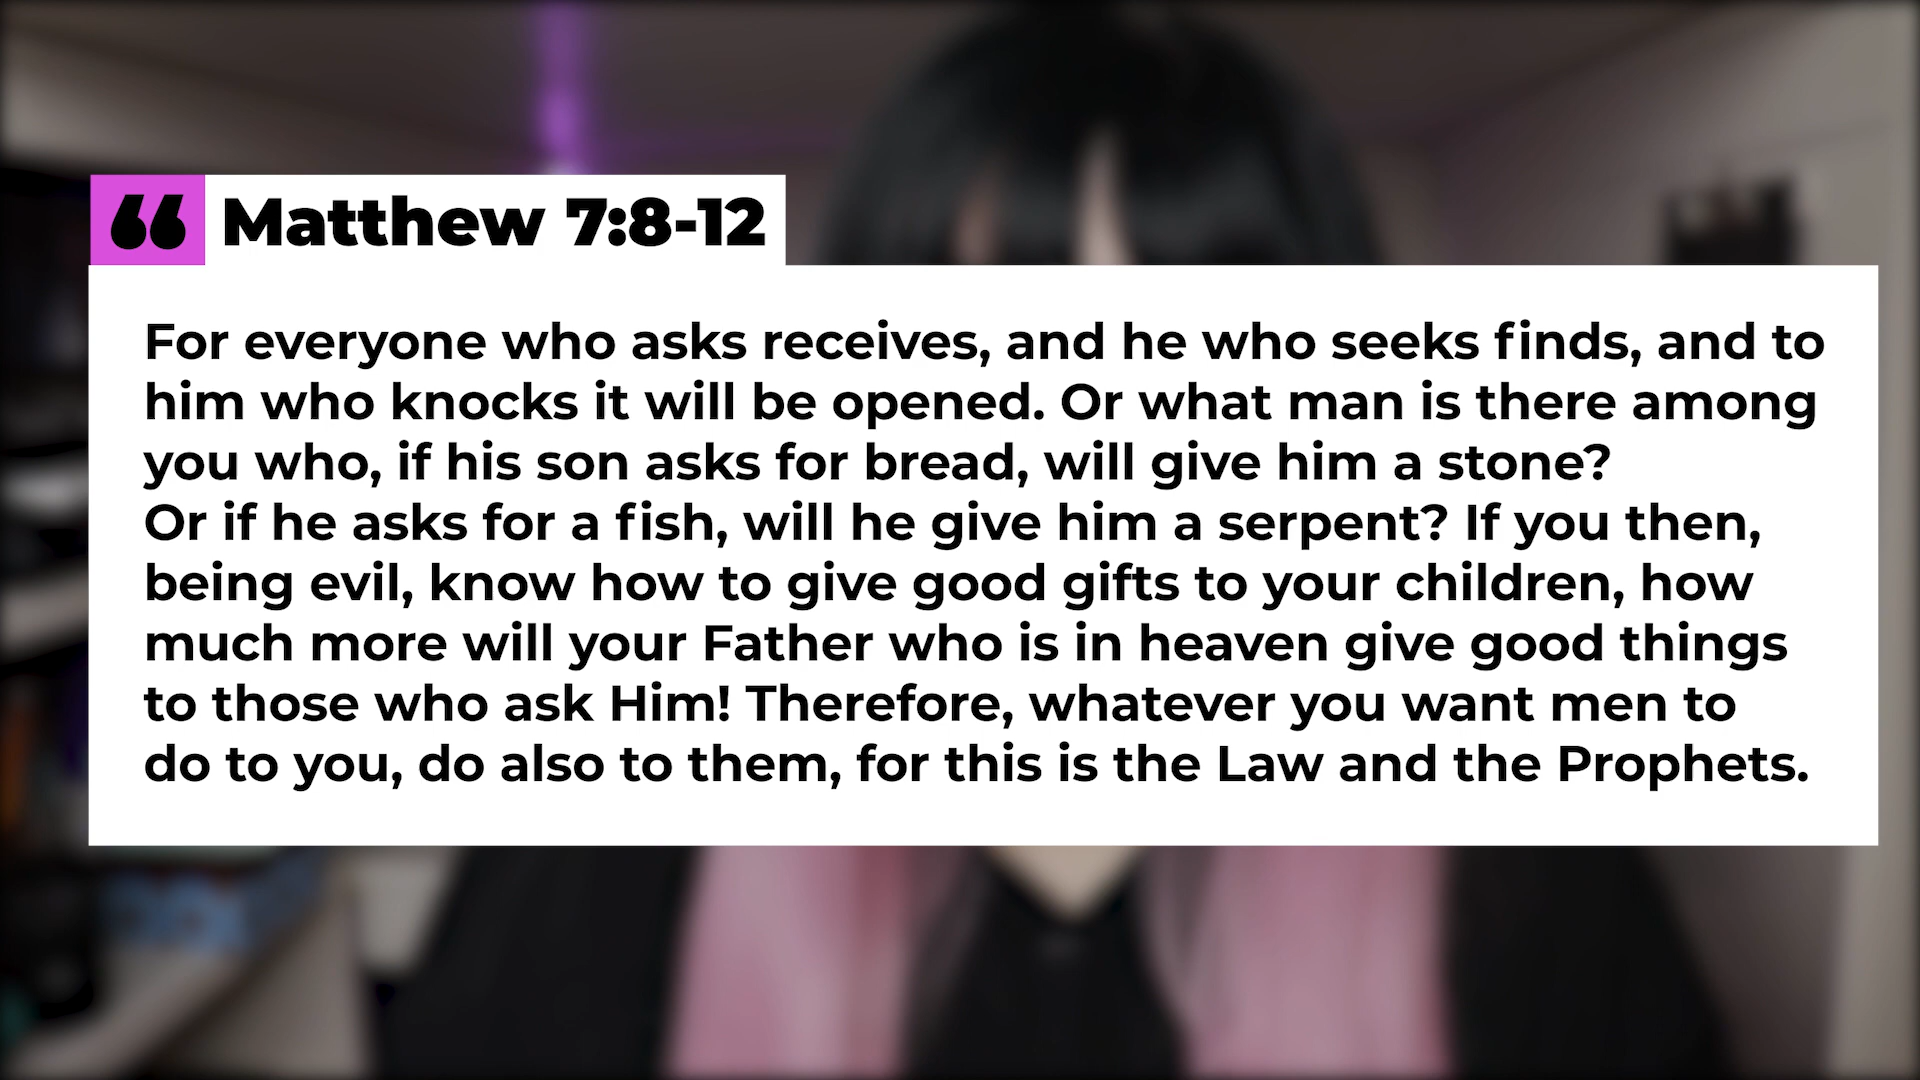 “ Matthew 7:8-12
For everyone who asks receives, and he who seeks finds, and to
him who knocks it will be opened. Or what man is there among
you who, if his son asks for bread, will give him a stone?
Or if he asks for a fish, will he give him a serpent? If you then,
being evil, know how to give good gifts to your children, how
much more will your Father who is in heaven give good things
to those who ask Him! Therefore, whatever you want men to
do to you, do also to them, for this is the Law and the Prophets.